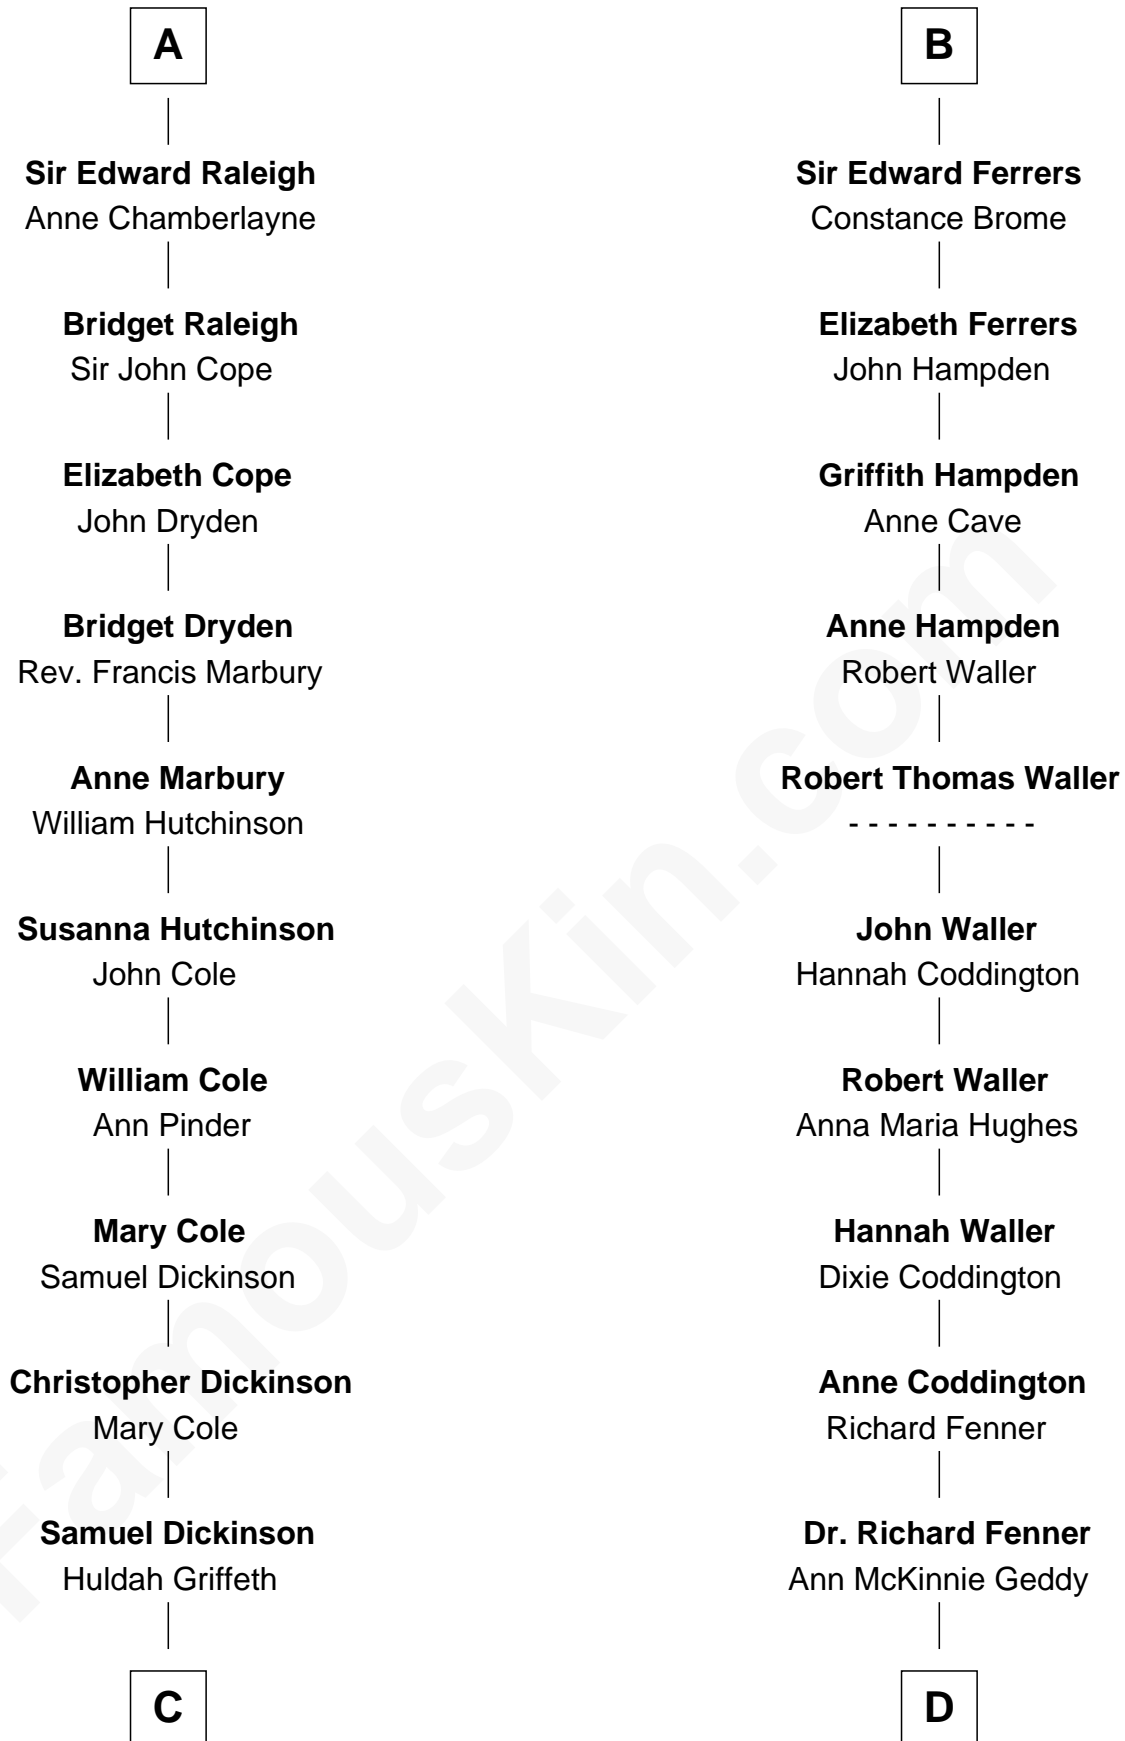 A
Sir Edward Raleigh
Anne Chamberlayne
Bridget Raleigh
Sir John Cope
Elizabeth Cope
John Dryden
Bridget Dryden
Rev. Francis Marbury
Anne Marbury
William Hutchinson
Susanna Hutchinson
John Cole
William Cole
Ann Pinder
Mary Cole
Samuel Dickinson
Christopher Dickinson
Mary Cole
Samuel Dickinson
Huldah Griffeth
C
B
Sir Edward Ferrers
Constance Brome
Elizabeth Ferrers
John Hampden
Griffith Hampden
Anne Cave
Anne Hampden
Robert Waller
Robert Thomas Waller
- - - - - - - - - -
John Waller
Hannah Coddington
Robert Waller
Anna Maria Hughes
Hannah Waller
Dixie Coddington
Anne Coddington
Richard Fenner
Dr. Richard Fenner
Ann McKinnie Geddy
D
FamousKin.com